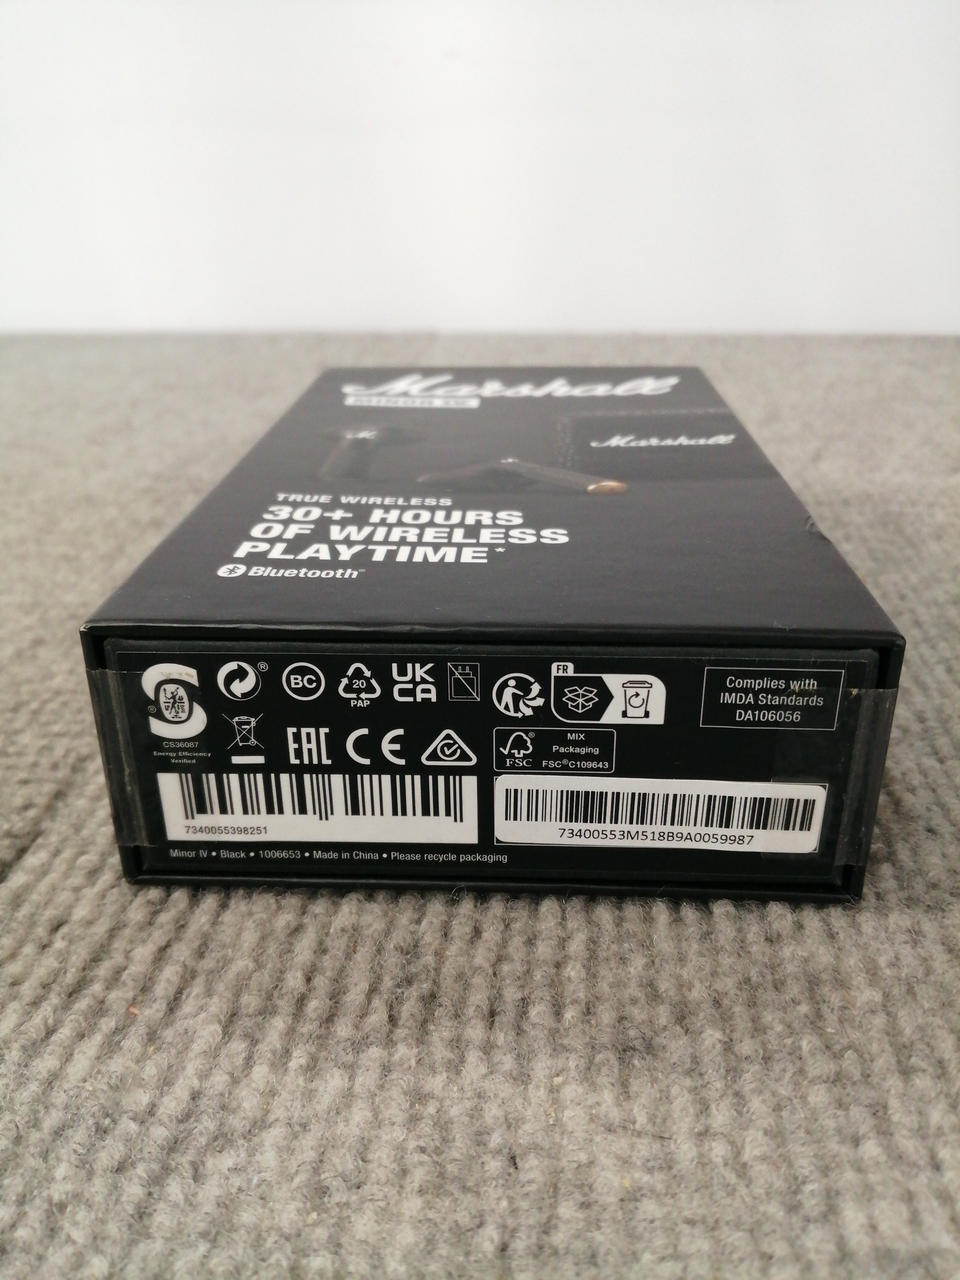 Marshall
MINOR IV
Marshall
TRUE WIRELESS
30+ HOURS
OF WIRELESS
PLAYTIME*
Bluetooth™
®
CS36087
Energy Efficiency
Verified
®
BC
20
PAP
UK
CA
FR
Complies with
IMDA Standards
DA106056
EAC
CE
FSC
MIX
Packaging
FSC®C109643
7340055398251
73400553M518B9A0059987
Minor IV • Black • 1006653 • Made in China • Please recycle packaging